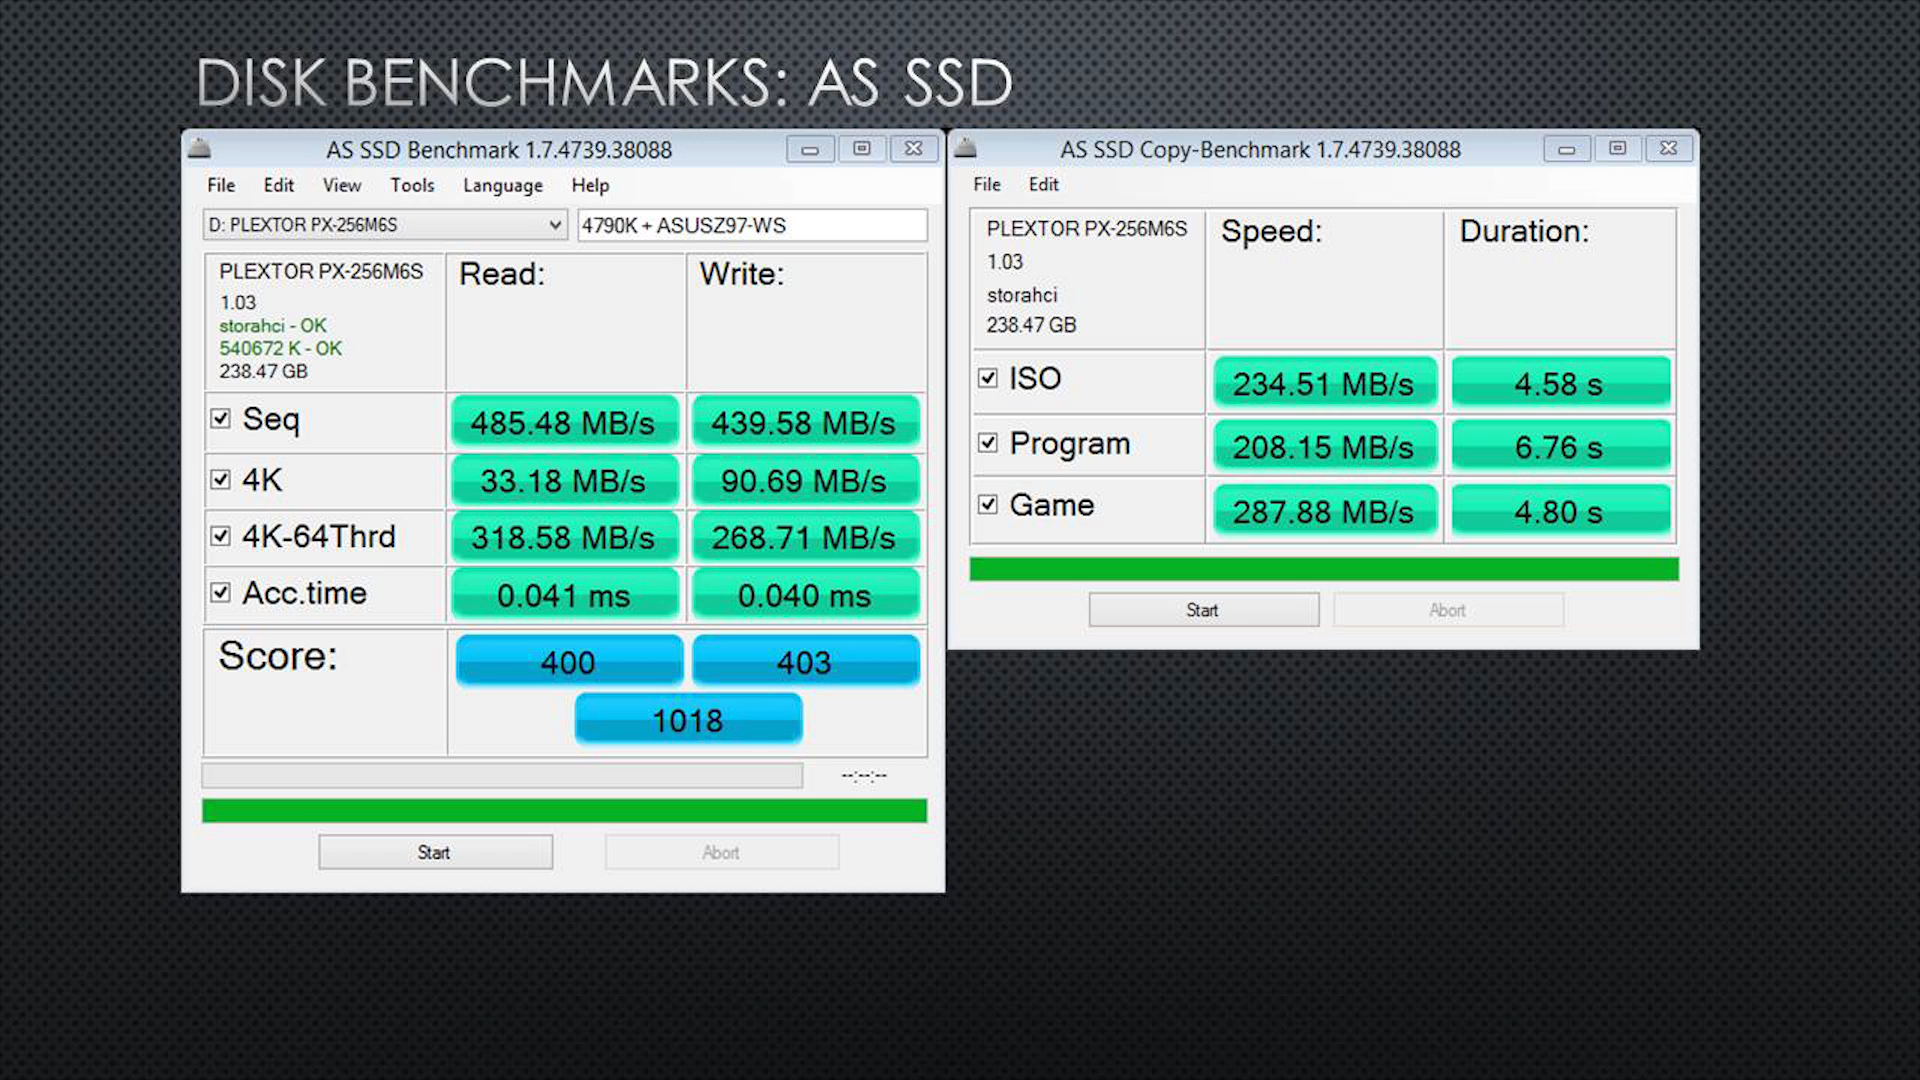 DISK BENCHMARKS: AS SSD
AS SSD Benchmark 1.7.4739.38088
File Edit View Tools Language Help
D: PLEXTOR PX-256M6S
4790K + ASUSZ97-WS
PLEXTOR PX-256M6S
1.03
storahci - OK
540672 K - OK
238.47 GB
Read: Write:
Seq 485.48 MB/s 439.58 MB/s
4K 33.18 MB/s 90.69 MB/s
4K-64Thrd 318.58 MB/s 268.71 MB/s
Acc.time 0.041 ms 0.040 ms
Score: 400 403
1018
--:--:--
Start Abort
AS SSD Copy-Benchmark 1.7.4739.38088
File Edit
PLEXTOR PX-256M6S
1.03
storahci
238.47 GB
Speed: Duration:
ISO 234.51 MB/s 4.58 s
Program 208.15 MB/s 6.76 s
Game 287.88 MB/s 4.80 s
Start Abort